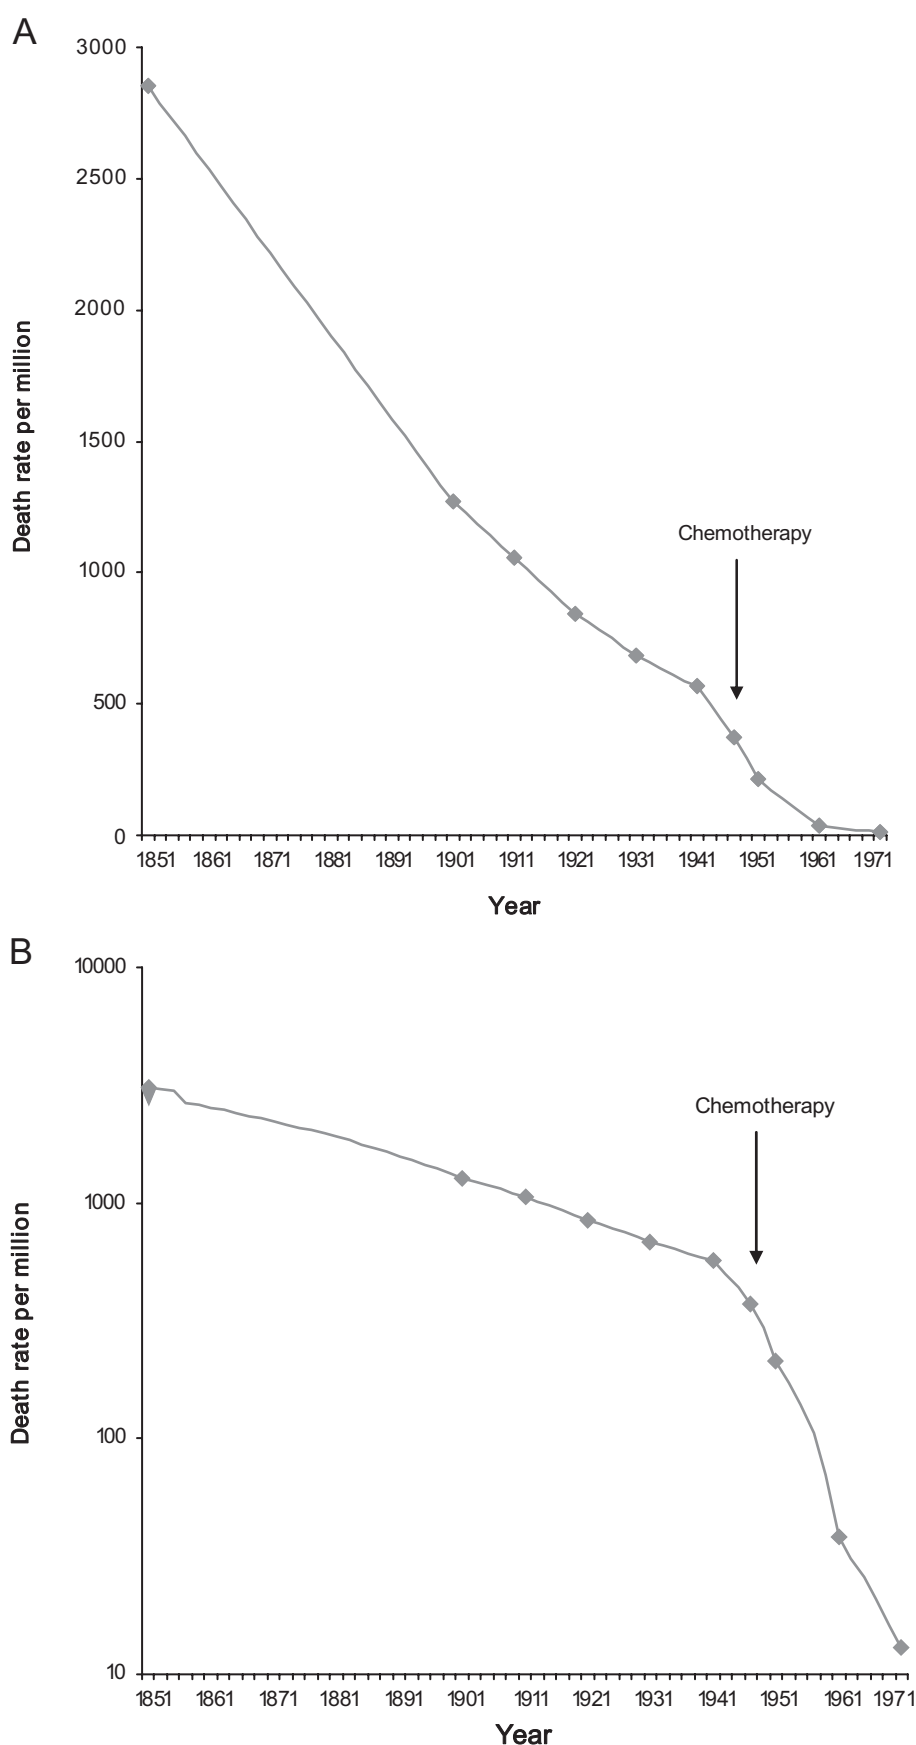 A
3000
2500
2000
1500
1000
500
0
Death rate per million
Chemotherapy
1851 1861 1871 1881 1891 1901 1911 1921 1931 1941 1951 1961 1971
Year
B
10000
1000
100
10
Death rate per million
Chemotherapy
1851 1861 1871 1881 1891 1901 1911 1921 1931 1941 1951 1961 1971
Year